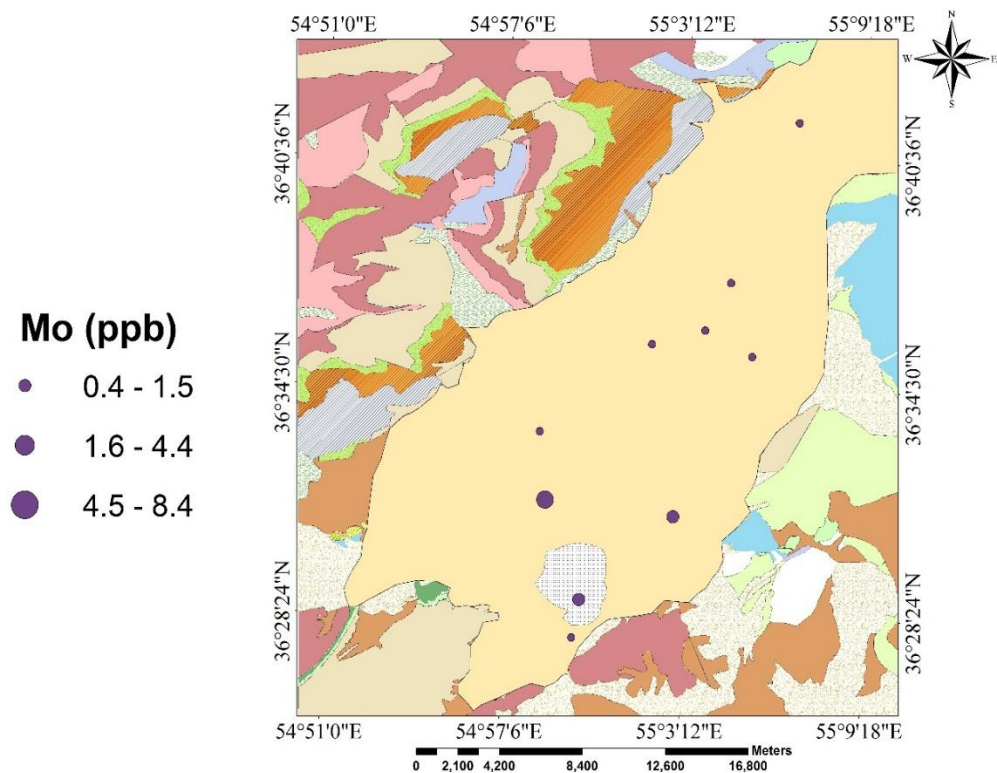 54°51'0"E 54°57'6"E 55°3'12"E 55°9'18"E
N
W E
S
36°40'36"N 36°40'36"N
Mo (ppb)
0.4 - 1.5
1.6 - 4.4
4.5 - 8.4
36°34'30"N 36°34'30"N
36°28'24"N 36°28'24"N
54°51'0"E 54°57'6"E 55°3'12"E 55°9'18"E
Meters
0 2,100 4,200 8,400 12,600 16,800